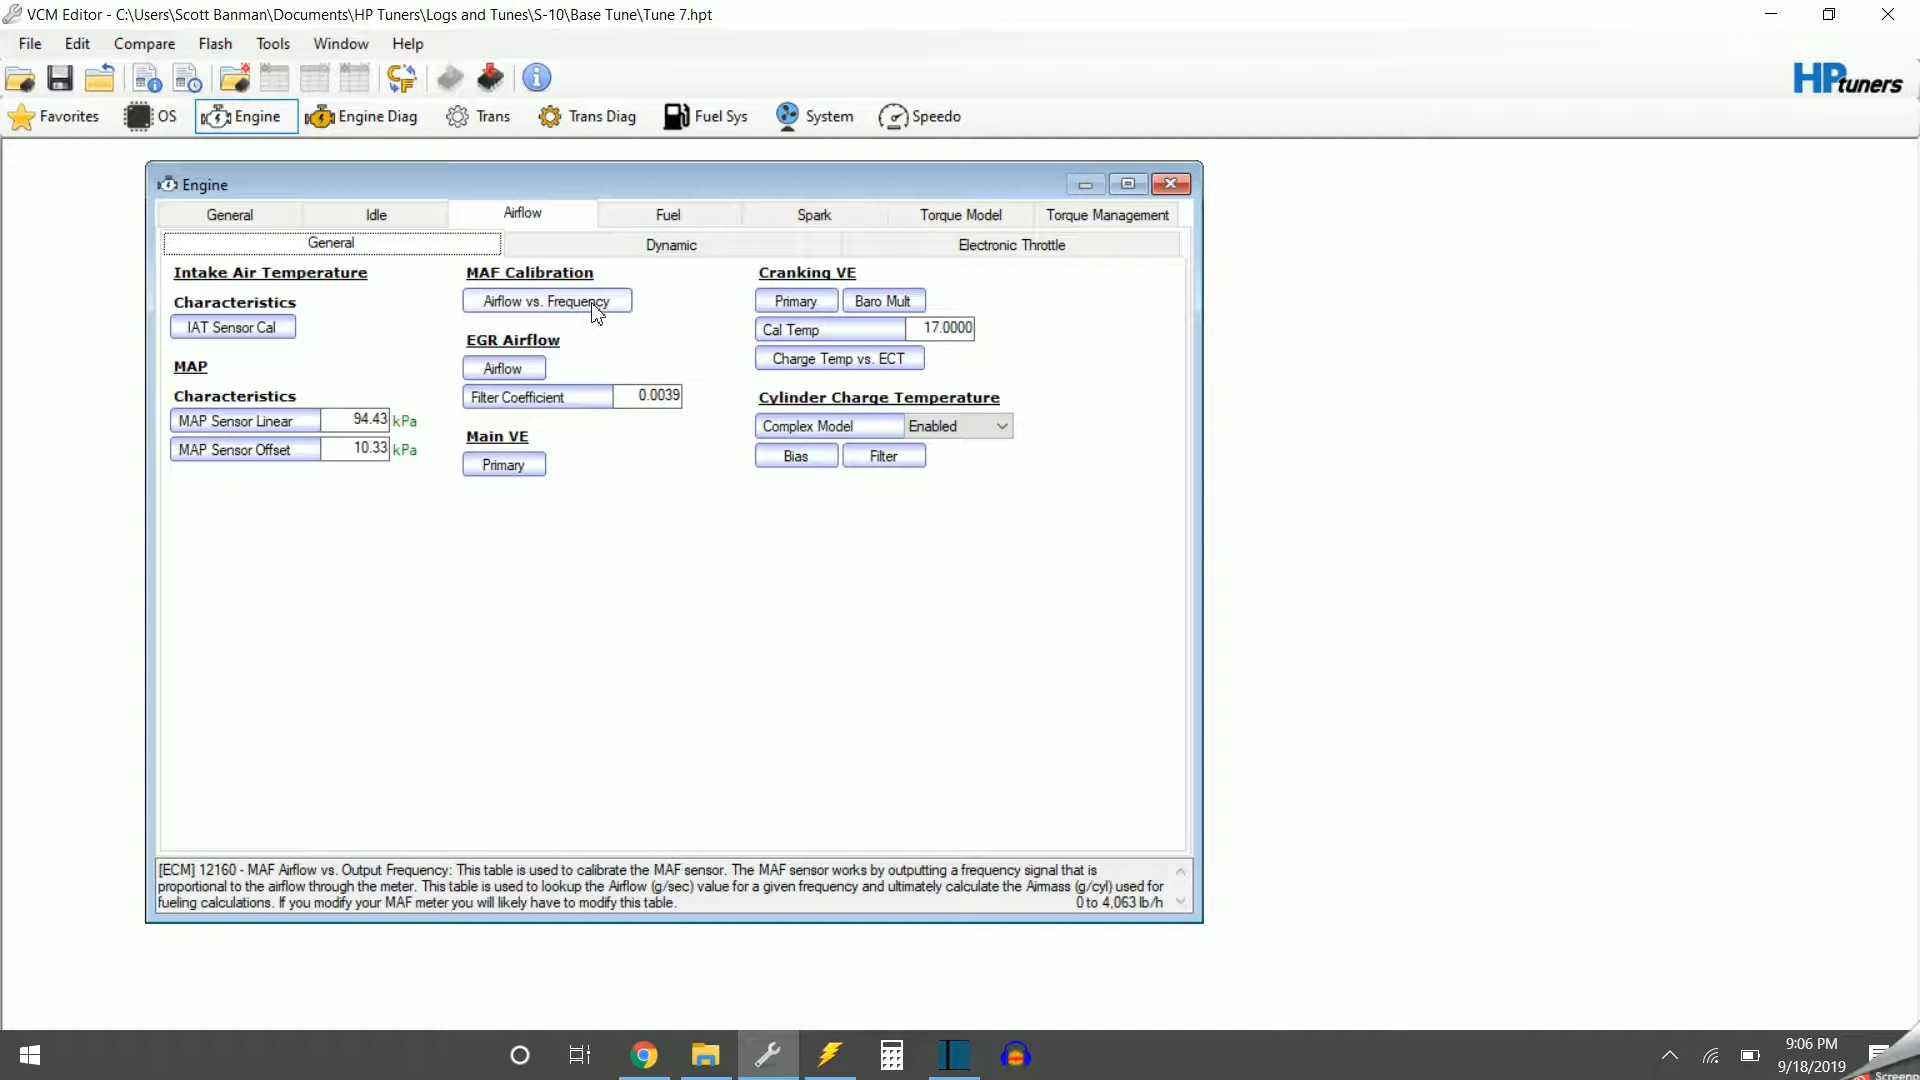 VCM Editor - C:\Users\Scott Banman\Documents\HP Tuners\Logs and Tunes\S-10\Base Tune\Tune 7.hpt
File Edit Compare Flash Tools Window Help
HPtuners
Favorites OS Engine Engine Diag Trans Trans Diag Fuel Sys System Speedo
Engine
General Idle Airflow Fuel Spark Torque Model Torque Management
General Dynamic Electronic Throttle
Intake Air Temperature
Characteristics
IAT Sensor Cal
MAP
Characteristics
MAP Sensor Linear 94.43 kPa
MAP Sensor Offset 10.33 kPa
MAF Calibration
Airflow vs. Frequency
EGR Airflow
Airflow
Filter Coefficient 0.0039
Main VE
Primary
Cranking VE
Primary Baro Mult
Cal Temp 17.0000
Charge Temp vs. ECT
Cylinder Charge Temperature
Complex Model Enabled
Bias Filter
[ECM] 12160 - MAF Airflow vs. Output Frequency: This table is used to calibrate the MAF sensor. The MAF sensor works by outputting a frequency signal that is
proportional to the airflow through the meter. This table is used to lookup the Airflow (g/sec) value for a given frequency and ultimately calculate the Airmass (g/cyl) used for
fueling calculations. If you modify your MAF meter you will likely have to modify this table. 0 to 4,063 lb/h
9:06 PM
9/18/2019